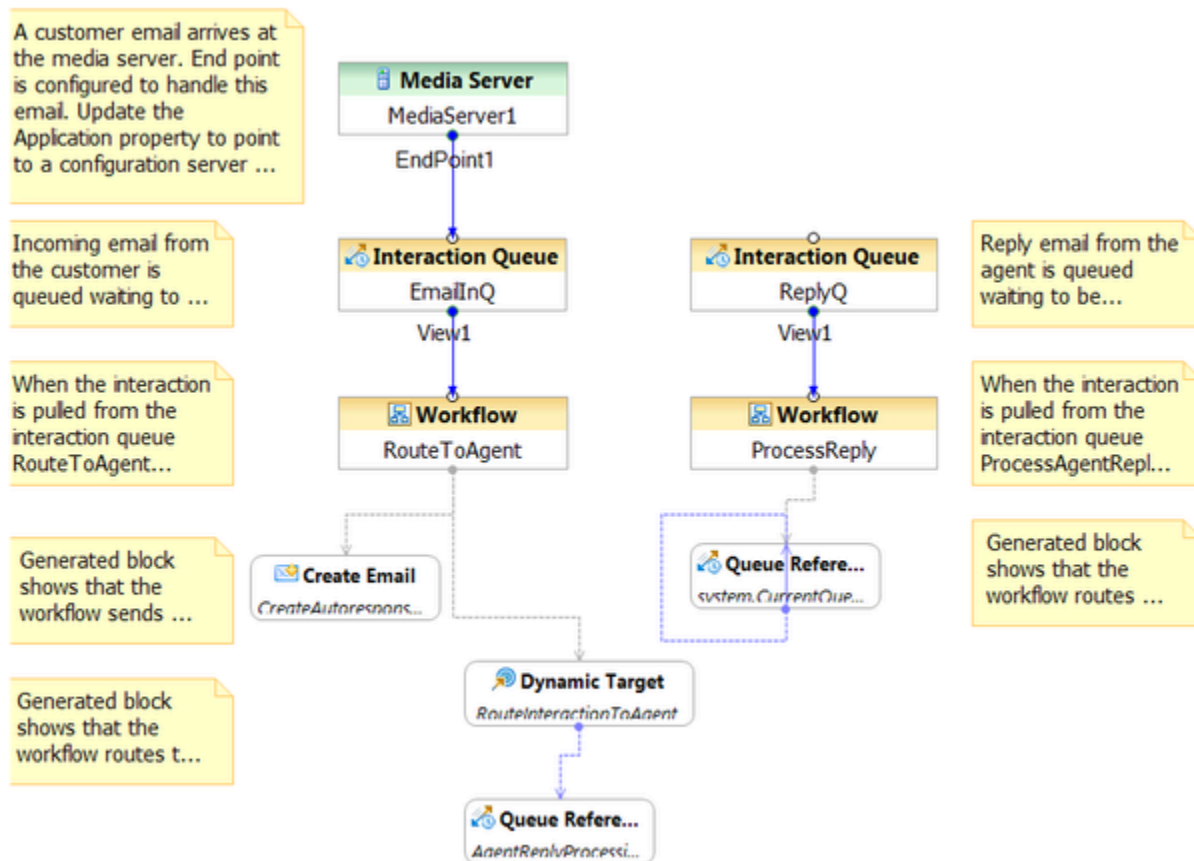 A customer email arrives at
the media server. End point
is configured to handle this
email. Update the
Application property to point
to a configuration server ...
Media Server
MediaServer1
EndPoint1
Incoming email from
the customer is
queued waiting to ...
Interaction Queue
EmailInQ
View1
Interaction Queue
ReplyQ
View1
Reply email from the
agent is queued
waiting to be...
When the interaction
is pulled from the
interaction queue
RouteToAgent...
Workflow
RouteToAgent
Workflow
ProcessReply
When the interaction
is pulled from the
interaction queue
ProcessAgentRepl...
Generated block
shows that the
workflow sends ...
Create Email
CreateAutorespons...
Queue Refere...
system.CurrentQue...
Generated block
shows that the
workflow routes ...
Generated block
shows that the
workflow routes t...
Dynamic Target
RouteInteractionToAgent
Queue Refere...
AgentReplyProcessi...